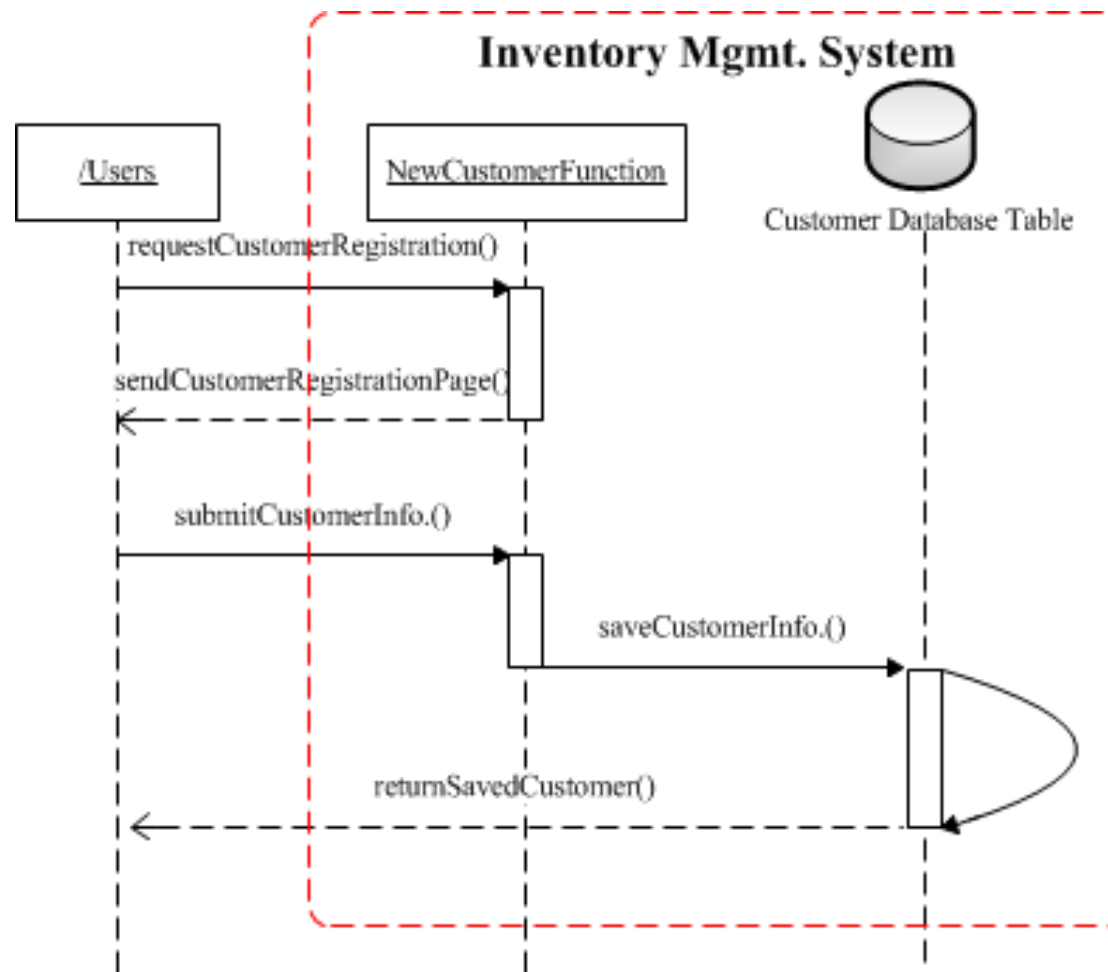 Inventory Mgmt. System
/Users
NewCustomerFunction
Customer Database Table
requestCustomerRegistration()
sendCustomerRegistrationPage()
submitCustomerInfo.()
saveCustomerInfo.()
returnSavedCustomer()